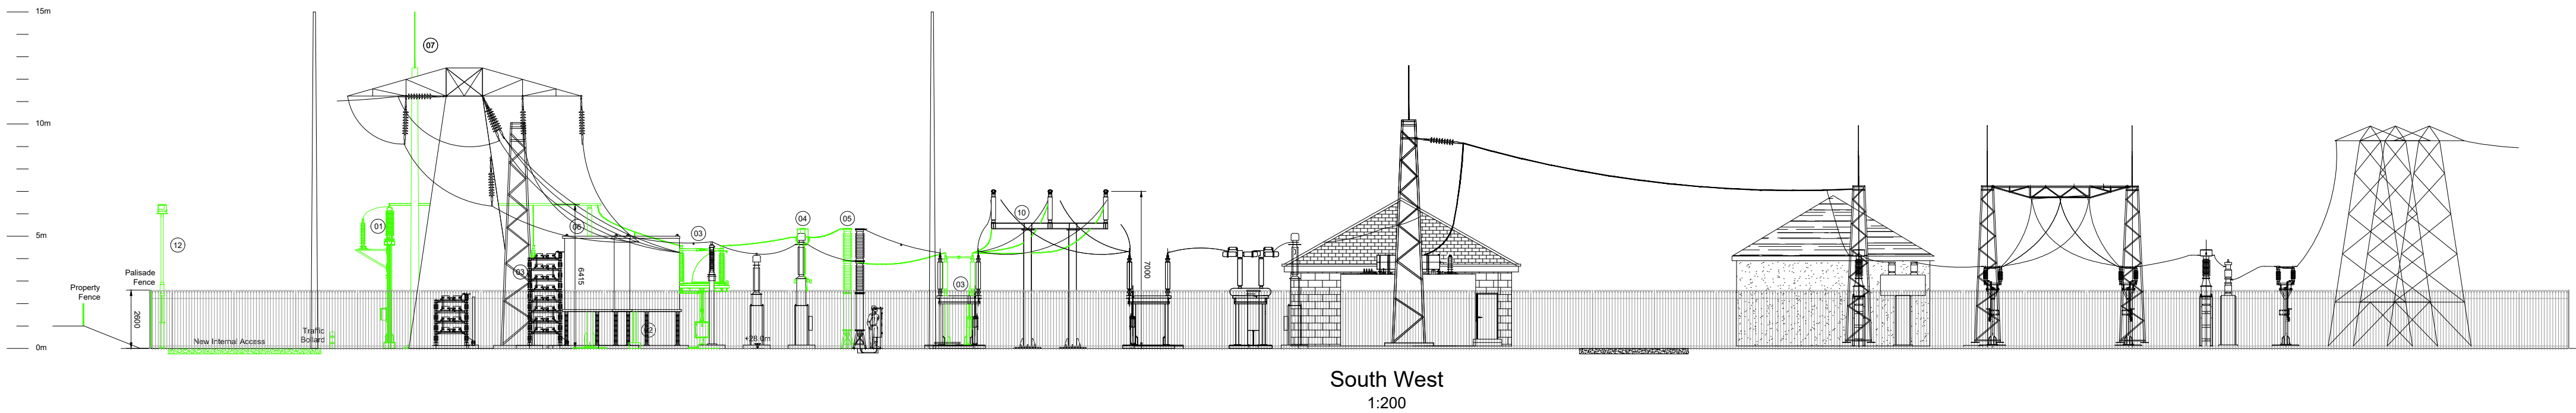 15m
07
10m
5m
0m
12
01
Palisade
Fence
Property
Fence
2600
New Internal Access
Traffic
Bollard
03
06
6415
02
03
+28.0m
04
05
03
10
7000
South West
1:200